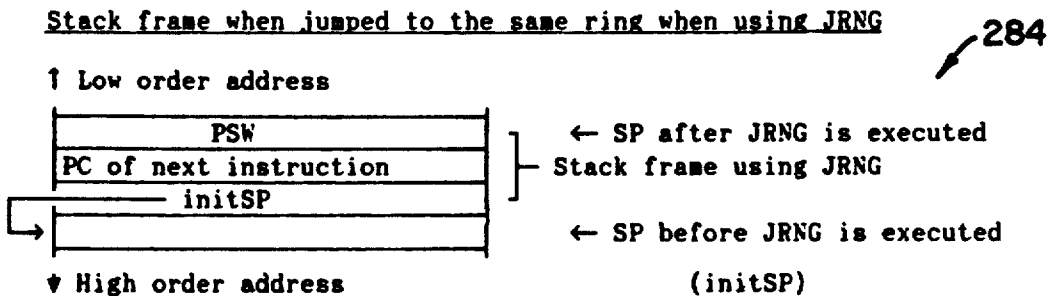 Stack frame when jumped to the same ring when using JRNG
284
↑ Low order address
PSW ← SP after JRNG is executed
PC of next instruction Stack frame using JRNG
initSP
← SP before JRNG is executed
↓ High order address (initSP)